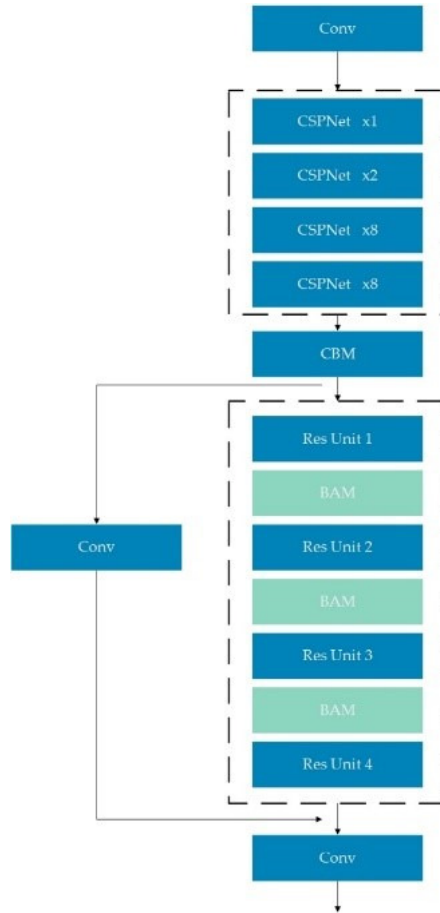 Conv
CSPNet x1
CSPNet x2
CSPNet x8
CSPNet x8
CBM
Res Unit 1
BAM
Conv
Res Unit 2
BAM
Res Unit 3
BAM
Res Unit 4
Conv